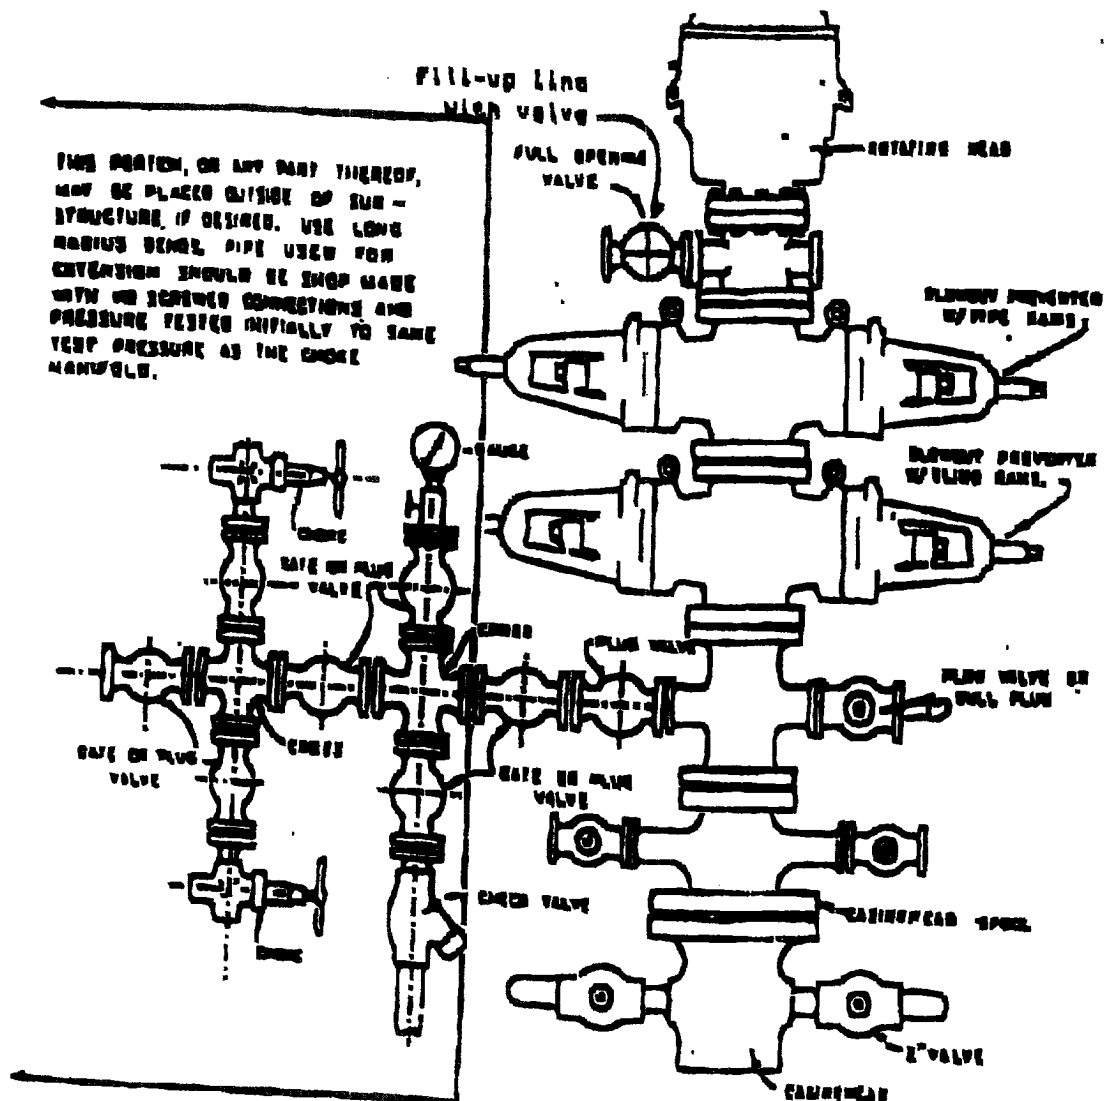 Fill-up Line
with valve
FULL OPENING
VALVE
ROTATING HEAD
THIS PORTION, OR ANY PART THEREOF,
MAY BE PLACED OUTSIDE OF SUB-
STRUCTURE, IF DESIRED. USE LONG
RADIUS BENDS. PIPE USED FOR
EXTENSION SHOULD BE SHOP MADE
WITH NO SCREWED CONNECTIONS AND
PRESSURE TESTED INITIALLY TO SAME
TEST PRESSURE AS THE CHOKE
MANIFOLD.
BLOWOUT PREVENTER
W/PIPE RAMS.
GAUGE
BLOWOUT PREVENTER
W/BLIND RAMS.
CHOKE
GATE OR PLUG
VALVE
CROSS
PLUG VALVE
PLUG VALVE OR
BULL PLUG
CROSS
GATE OR PLUG
VALVE
GATE OR PLUG
VALVE
CHECK VALVE
CASINGHEAD SPOOL
CHOKE
2" VALVE
CASINGHEAD